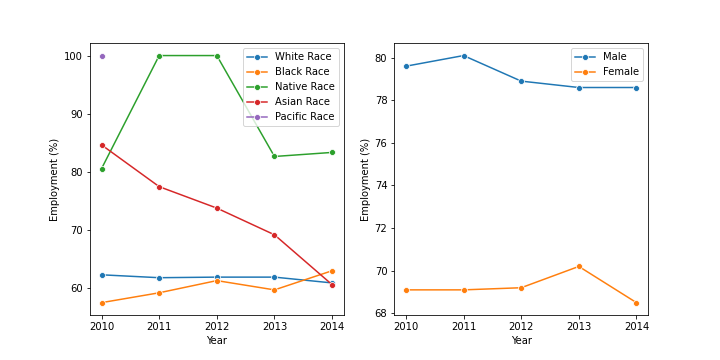 100
90
80
70
60
Employment (%)
2010 2011 2012 2013 2014
Year
White Race
Black Race
Native Race
Asian Race
Pacific Race
80
78
76
74
72
70
68
Employment (%)
2010 2011 2012 2013 2014
Year
Male
Female